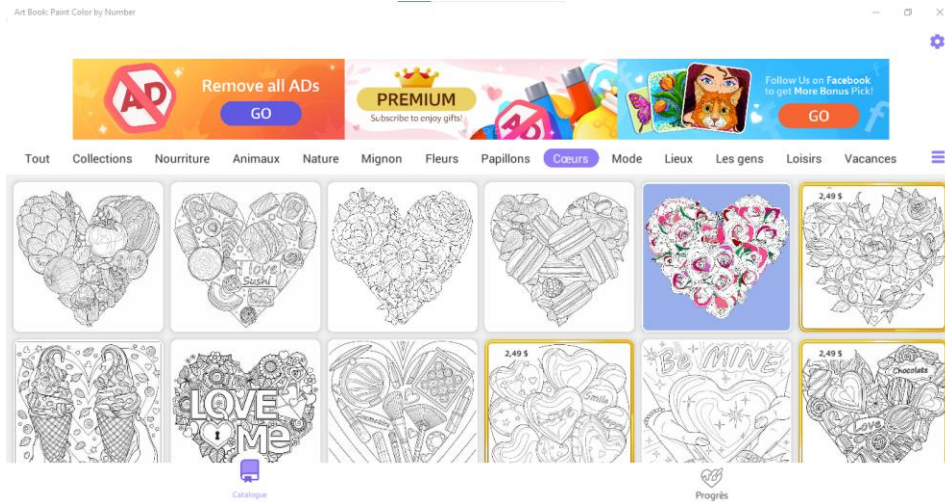 Art Book: Paint Color by Number
AD
Remove all ADs
GO
PREMIUM
Subscribe to enjoy gifts!
AD
Follow Us on Facebook
to get More Bonus Pick!
GO
Tout Collections Nourriture Animaux Nature Mignon Fleurs Papillons Cœurs Mode Lieux Les gens Loisirs Vacances
love
Sushi
2,49 $
LOVE
Me
2,49 $
Love
Smile
Be MINE
2,49 $
Chocolate
Love
Catalogue
Progrès